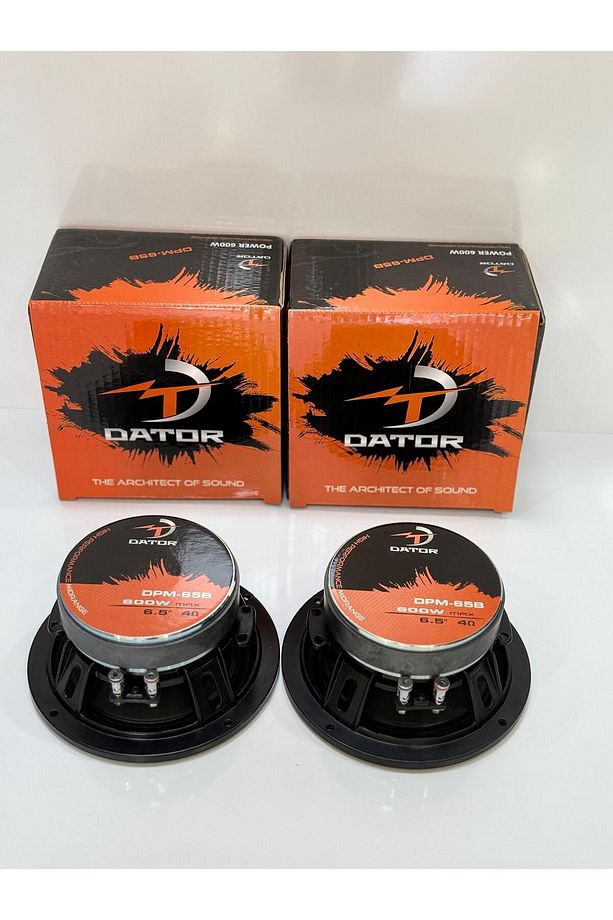 POWER 600W
DPM-65B
DATOR
DATOR
THE ARCHITECT OF SOUND
POWER 600W
DPM-65B
DATOR
DATOR
THE ARCHITECT OF SOUND
DATOR
HIGH PERFORMANCE MIDRANGE
DPM-65B
600W MAX
6.5" 4Ω
DATOR
HIGH PERFORMANCE MIDRANGE
DPM-65B
600W MAX
6.5" 4Ω